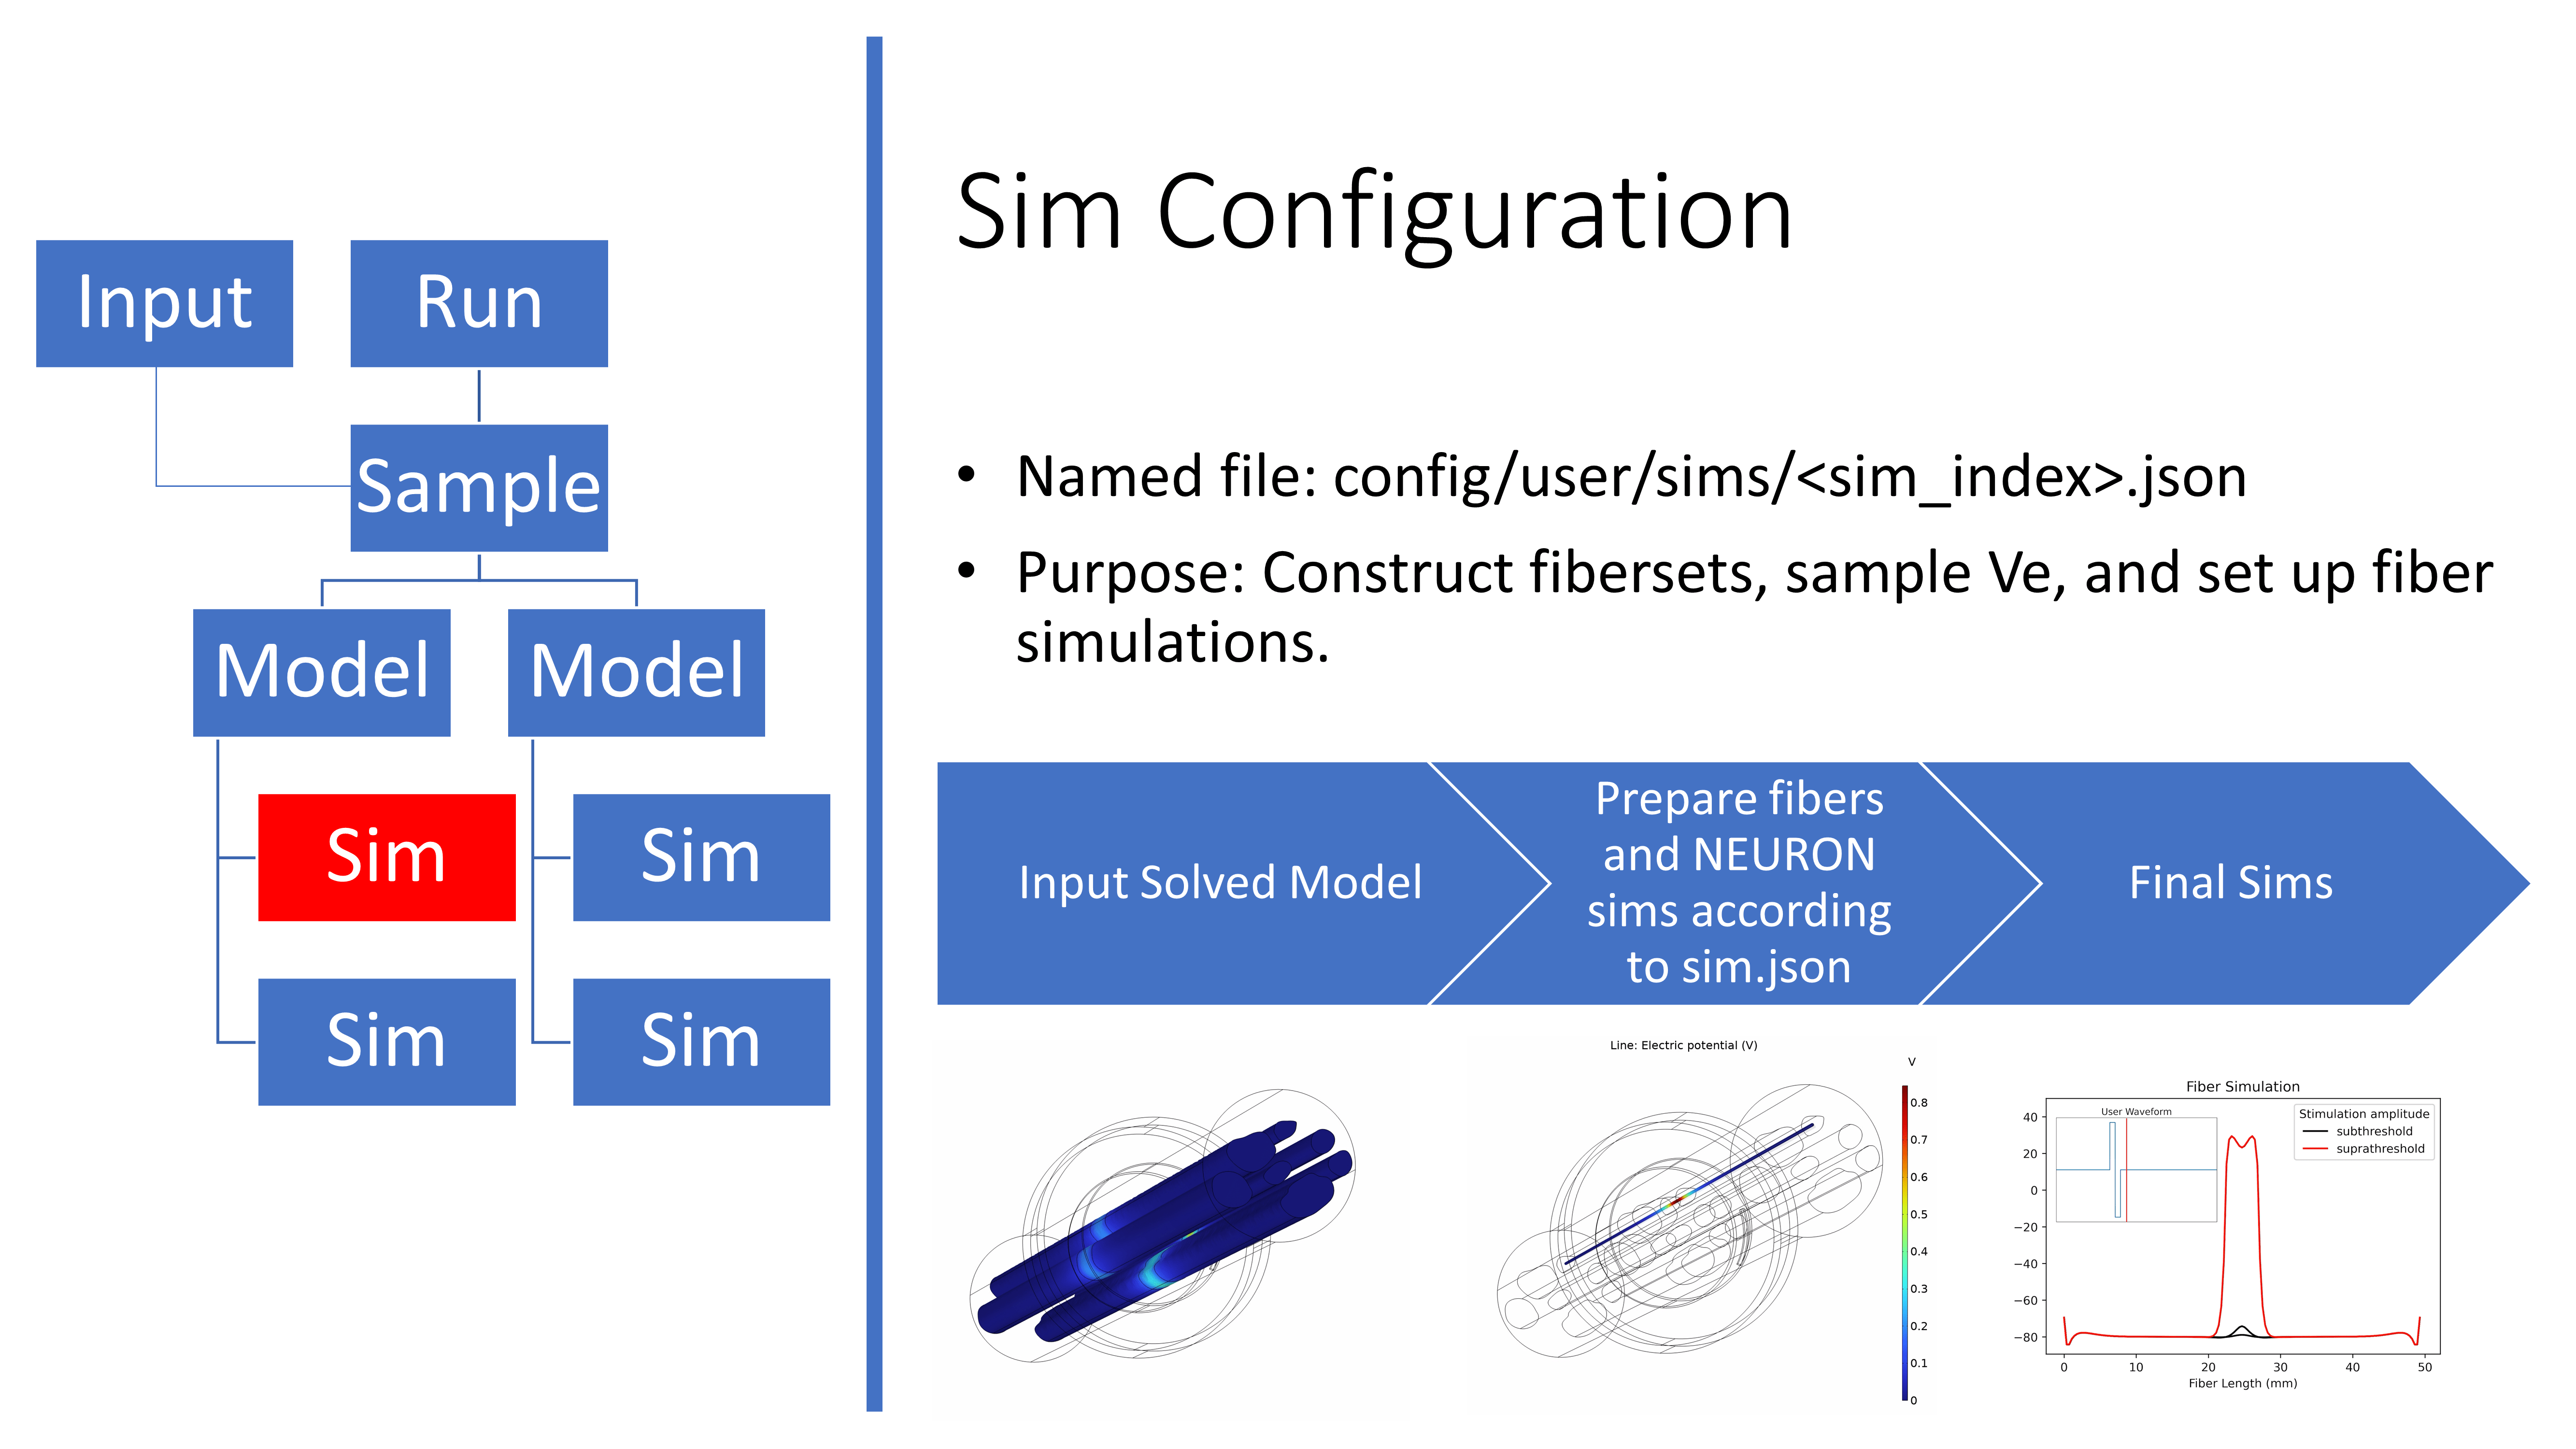 Input
Run
Sample
Model
Model
Sim
Sim
Sim
Sim
Sim Configuration
• Named file: config/user/sims/<sim_index>.json
• Purpose: Construct fibersets, sample Ve, and set up fiber
simulations.
Input Solved Model
Prepare fibers
and NEURON
sims according
to sim.json
Final Sims
Line: Electric potential (V)
V
0.8
0.7
0.6
0.5
0.4
0.3
0.2
0.1
0
Fiber Simulation
User Waveform
Stimulation amplitude
subthreshold
suprathreshold
40
20
0
−20
−40
−60
−80
0 10 20 30 40 50
Fiber Length (mm)